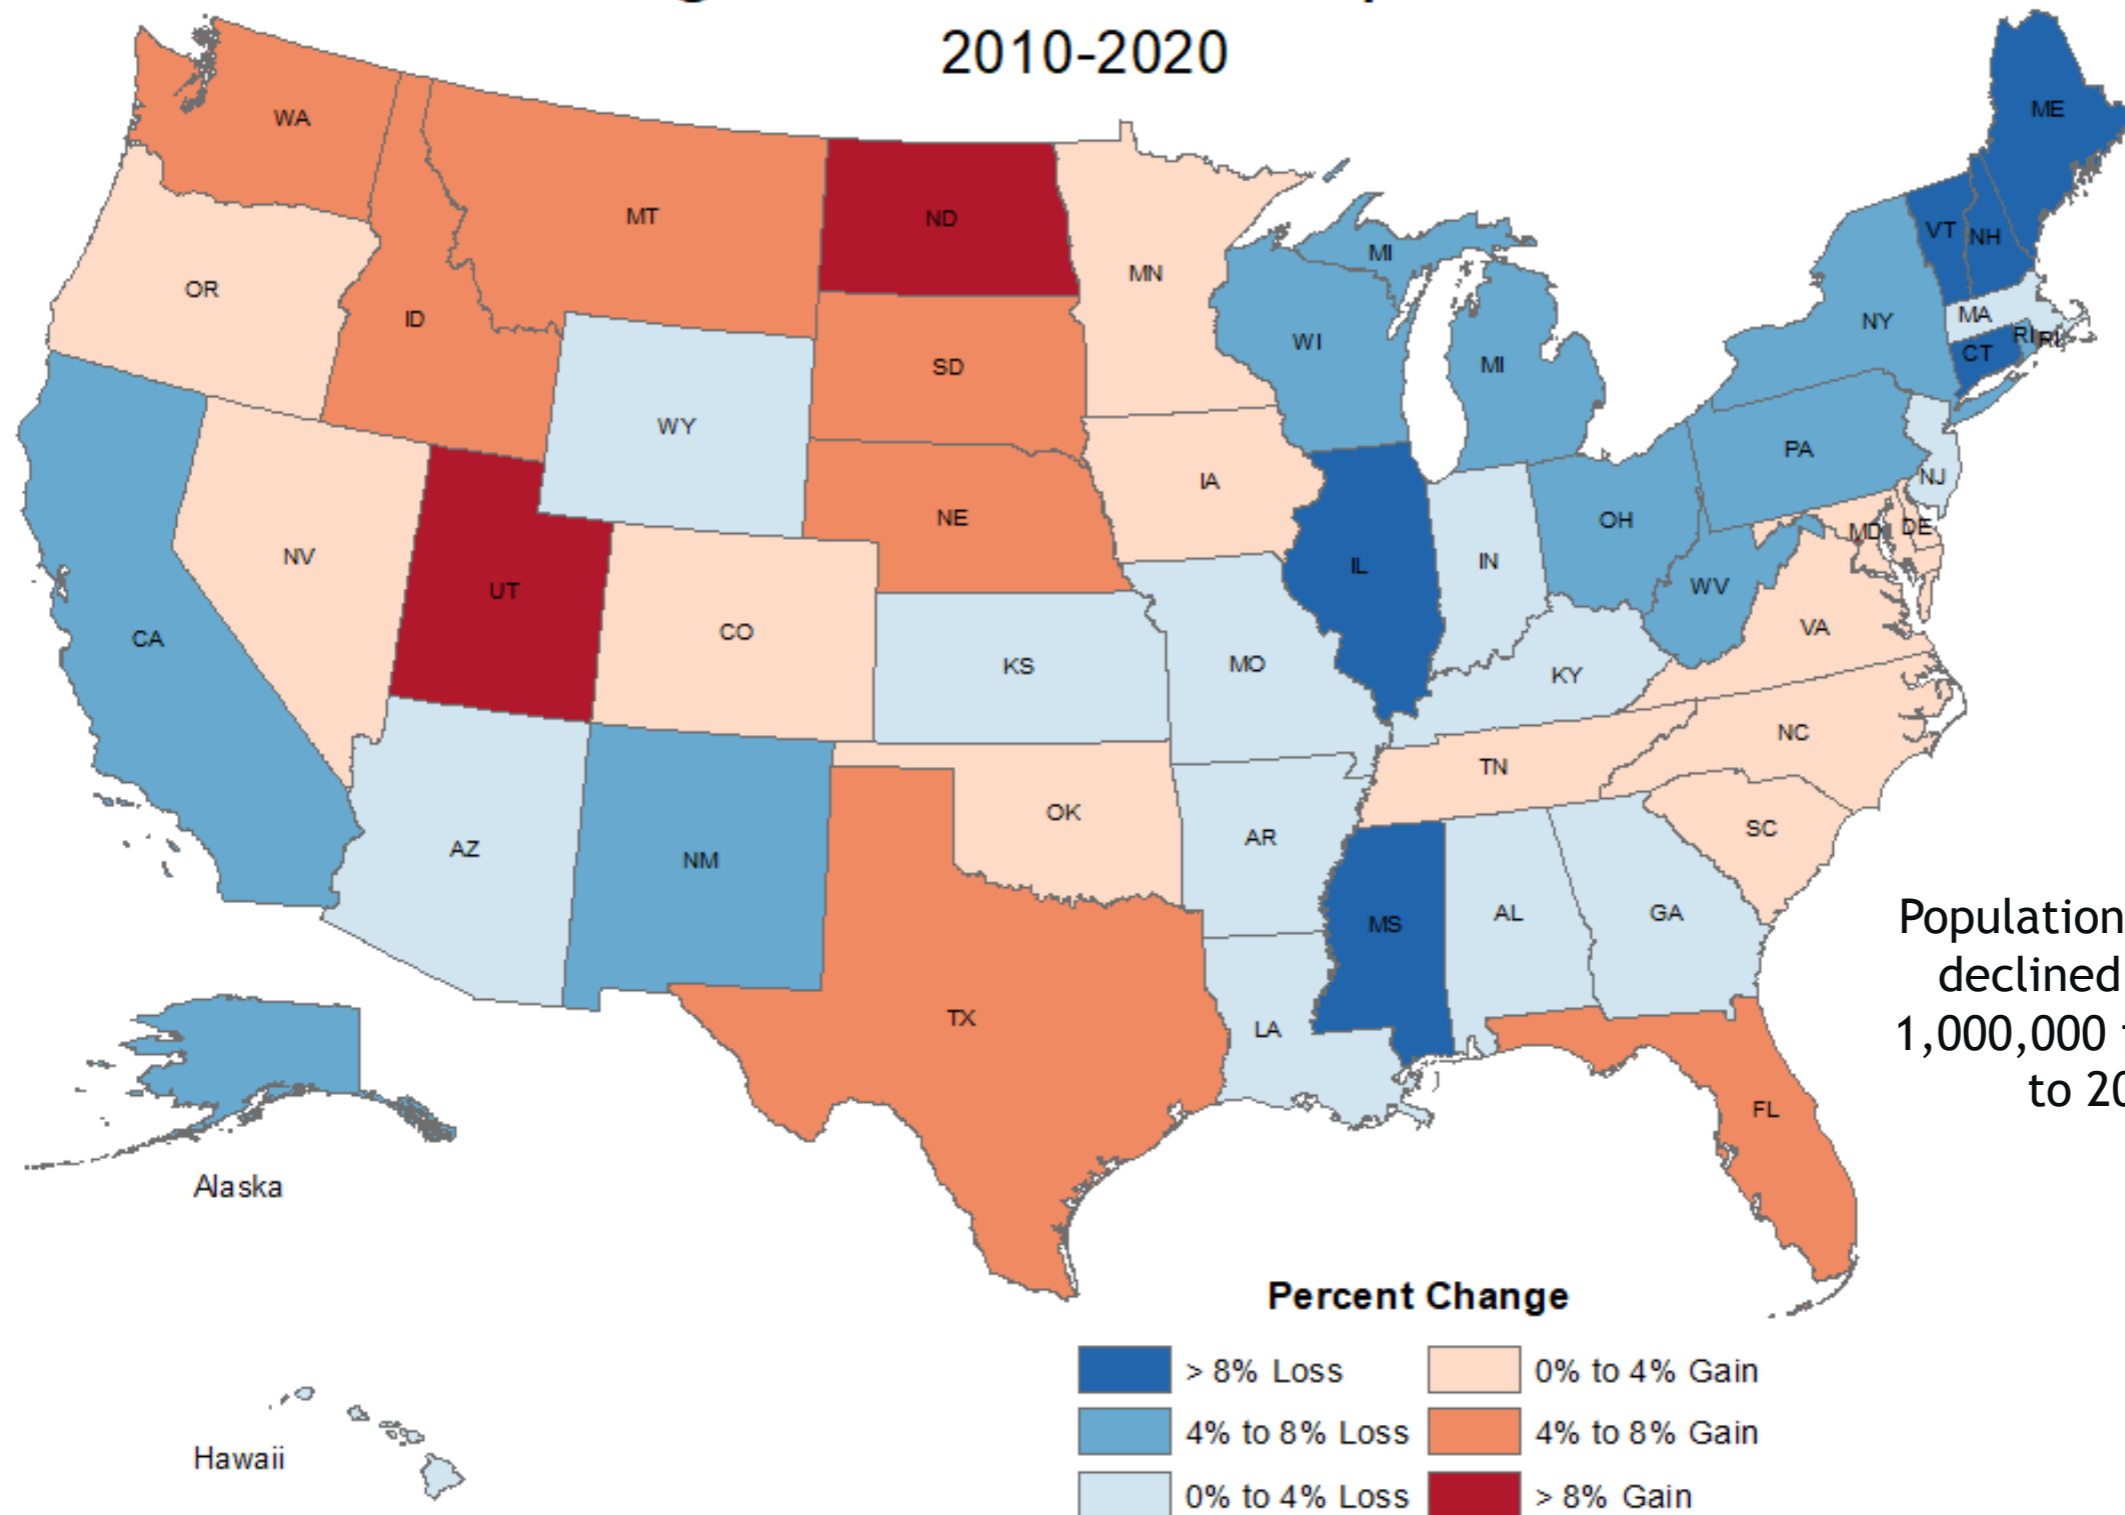 2010-2020
WA
ME
MT
ND
VT
NH
MN
OR
MI
ID
MA
NY
RI
RI
WI
CT
MI
SD
WY
PA
NJ
IA
NE
OH
MD
DE
NV
IL
IN
UT
WV
CO
VA
CA
KS
MO
KY
NC
TN
OK
SC
AR
AZ
NM
AL
GA
MS
Population
declined
1,000,000
to
TX
LA
FL
Alaska
Hawaii
Percent Change
> 8% Loss
0% to 4% Gain
4% to 8% Loss
4% to 8% Gain
0% to 4% Loss
> 8% Gain